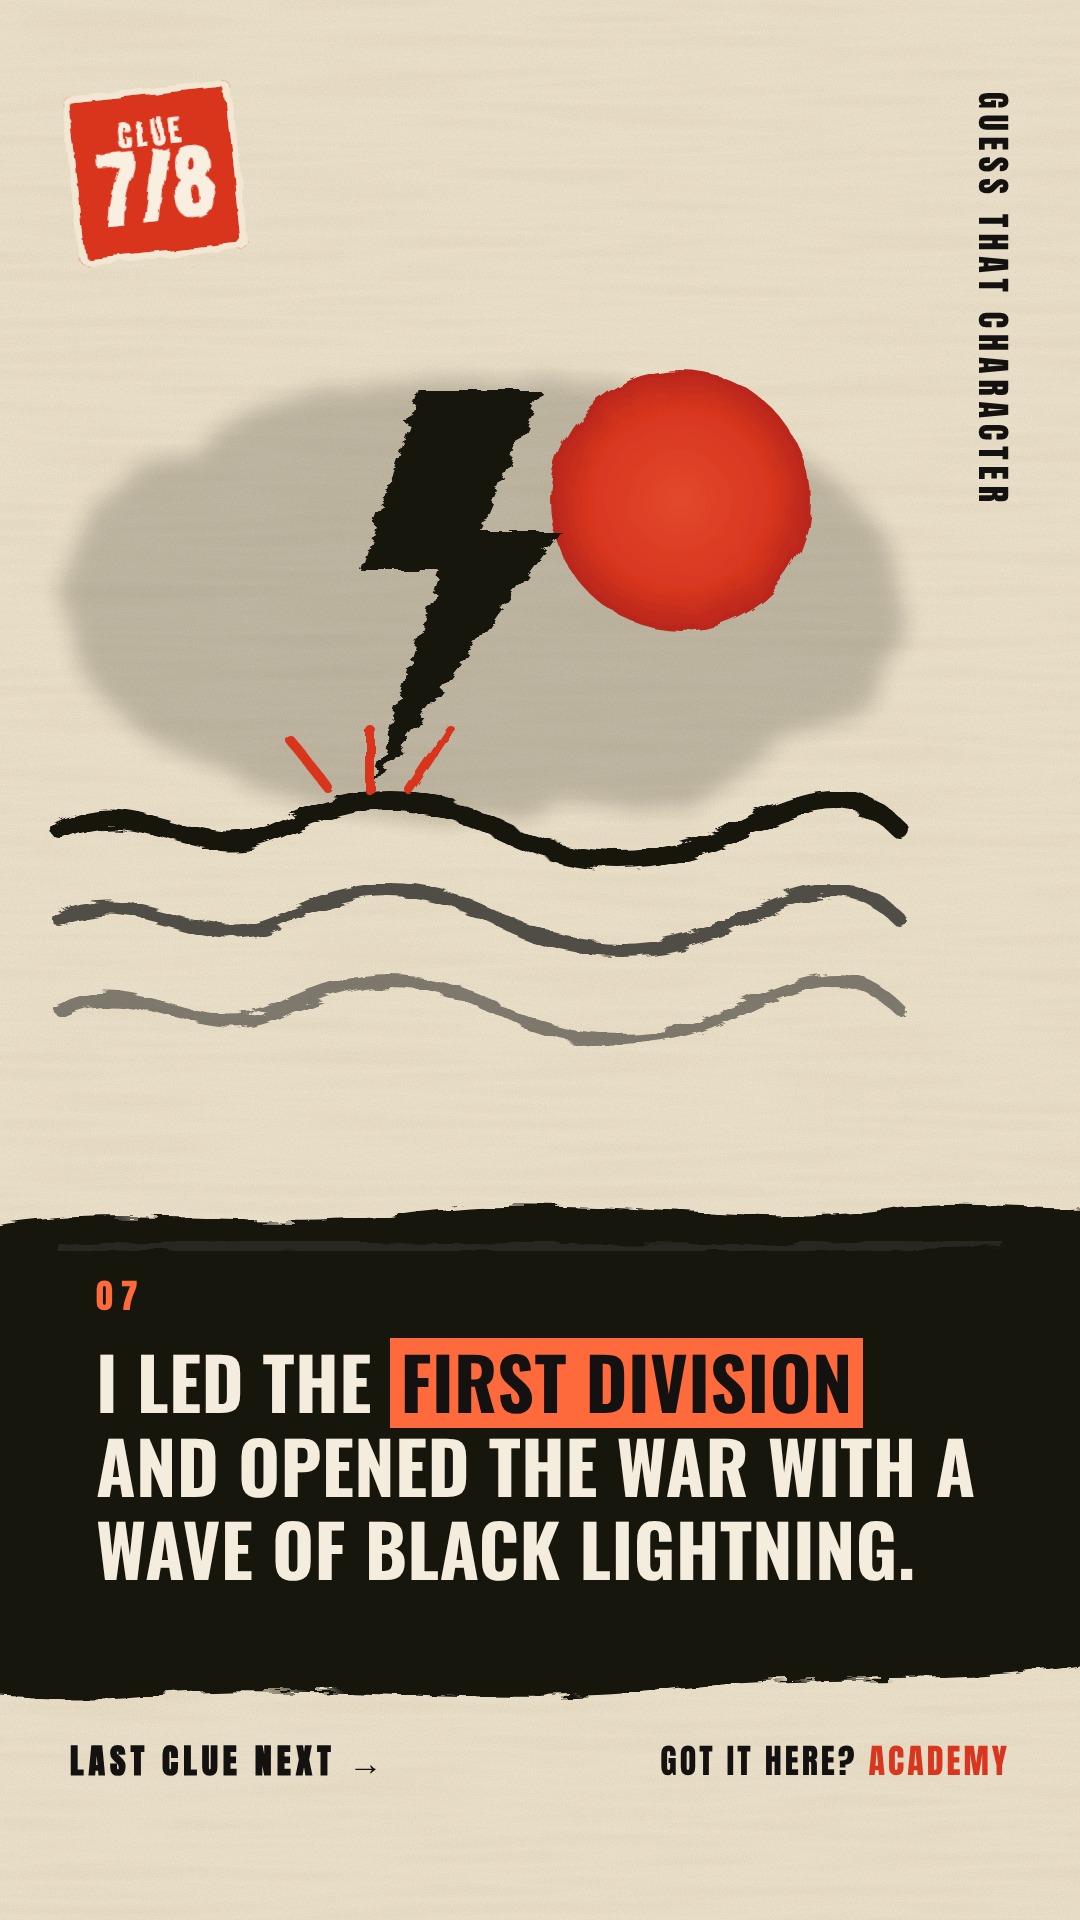 CLUE
7/8
GUESS THAT CHARACTER
07
I LED THE FIRST DIVISION
AND OPENED THE WAR WITH A
WAVE OF BLACK LIGHTNING.
LAST CLUE NEXT →
GOT IT HERE? ACADEMY